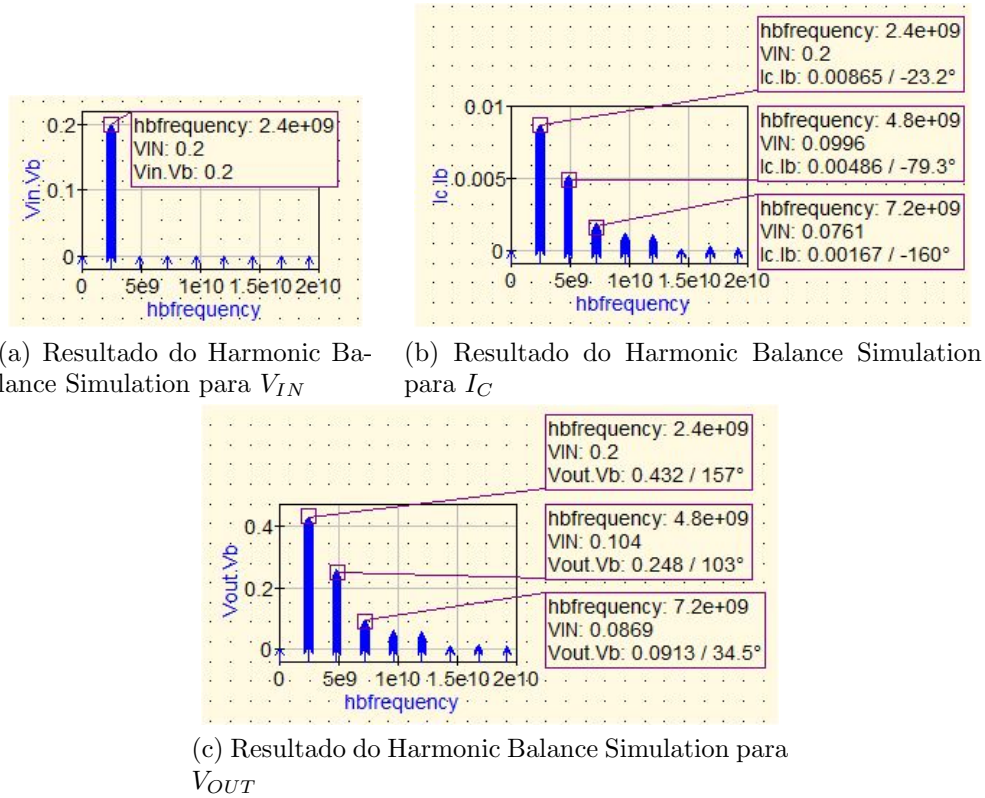 hbfrequency: 2.4e+09
VIN: 0.2
Vin.Vb: 0.2
0.2
0.1
0
Vin.Vb
0 5e9 1e10 1.5e10 2e10
hbfrequency
(a) Resultado do Harmonic Ba-
lance Simulation para V_IN
hbfrequency: 2.4e+09
VIN: 0.2
Ic.Ib: 0.00865 / -23.2°
hbfrequency: 4.8e+09
VIN: 0.0996
Ic.Ib: 0.00486 / -79.3°
hbfrequency: 7.2e+09
VIN: 0.0761
Ic.Ib: 0.00167 / -160°
0.01
0.005
0
Ic.Ib
0 5e9 1e10 1.5e10 2e10
hbfrequency
(b) Resultado do Harmonic Balance Simulation
para I_C
hbfrequency: 2.4e+09
VIN: 0.2
Vout.Vb: 0.432 / 157°
hbfrequency: 4.8e+09
VIN: 0.104
Vout.Vb: 0.248 / 103°
hbfrequency: 7.2e+09
VIN: 0.0869
Vout.Vb: 0.0913 / 34.5°
0.4
0.2
0
Vout.Vb
0 5e9 1e10 1.5e10 2e10
hbfrequency
(c) Resultado do Harmonic Balance Simulation para
V_OUT